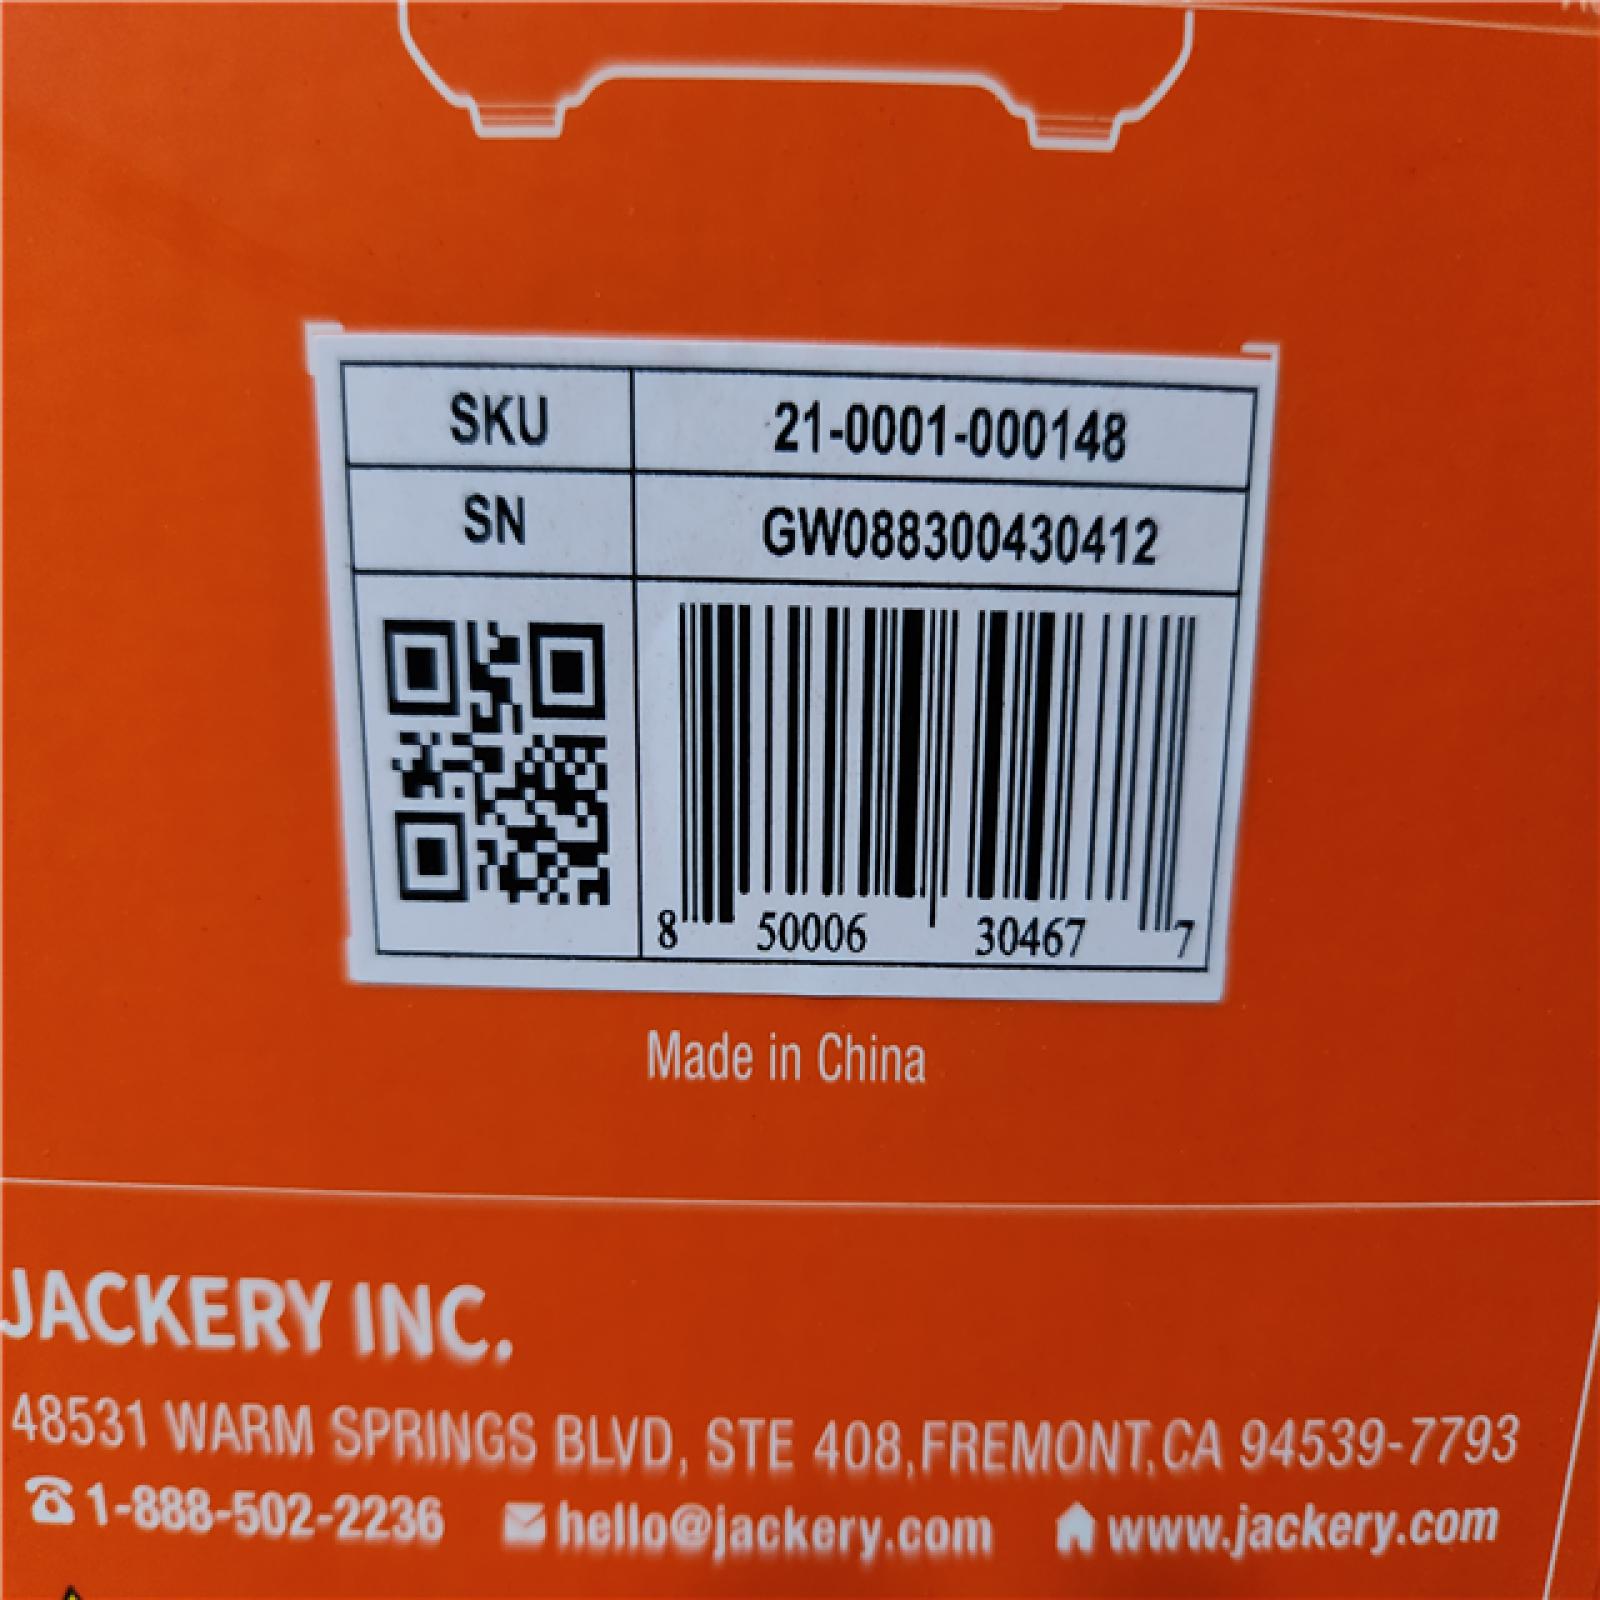 SKU 21-0001-000148
SN GW088300430412
8 50006 30467 7
Made in China
JACKERY INC.
48531 WARM SPRINGS BLVD, STE 408,FREMONT,CA 94539-7793
1-888-502-2236 hello@jackery.com www.jackery.com